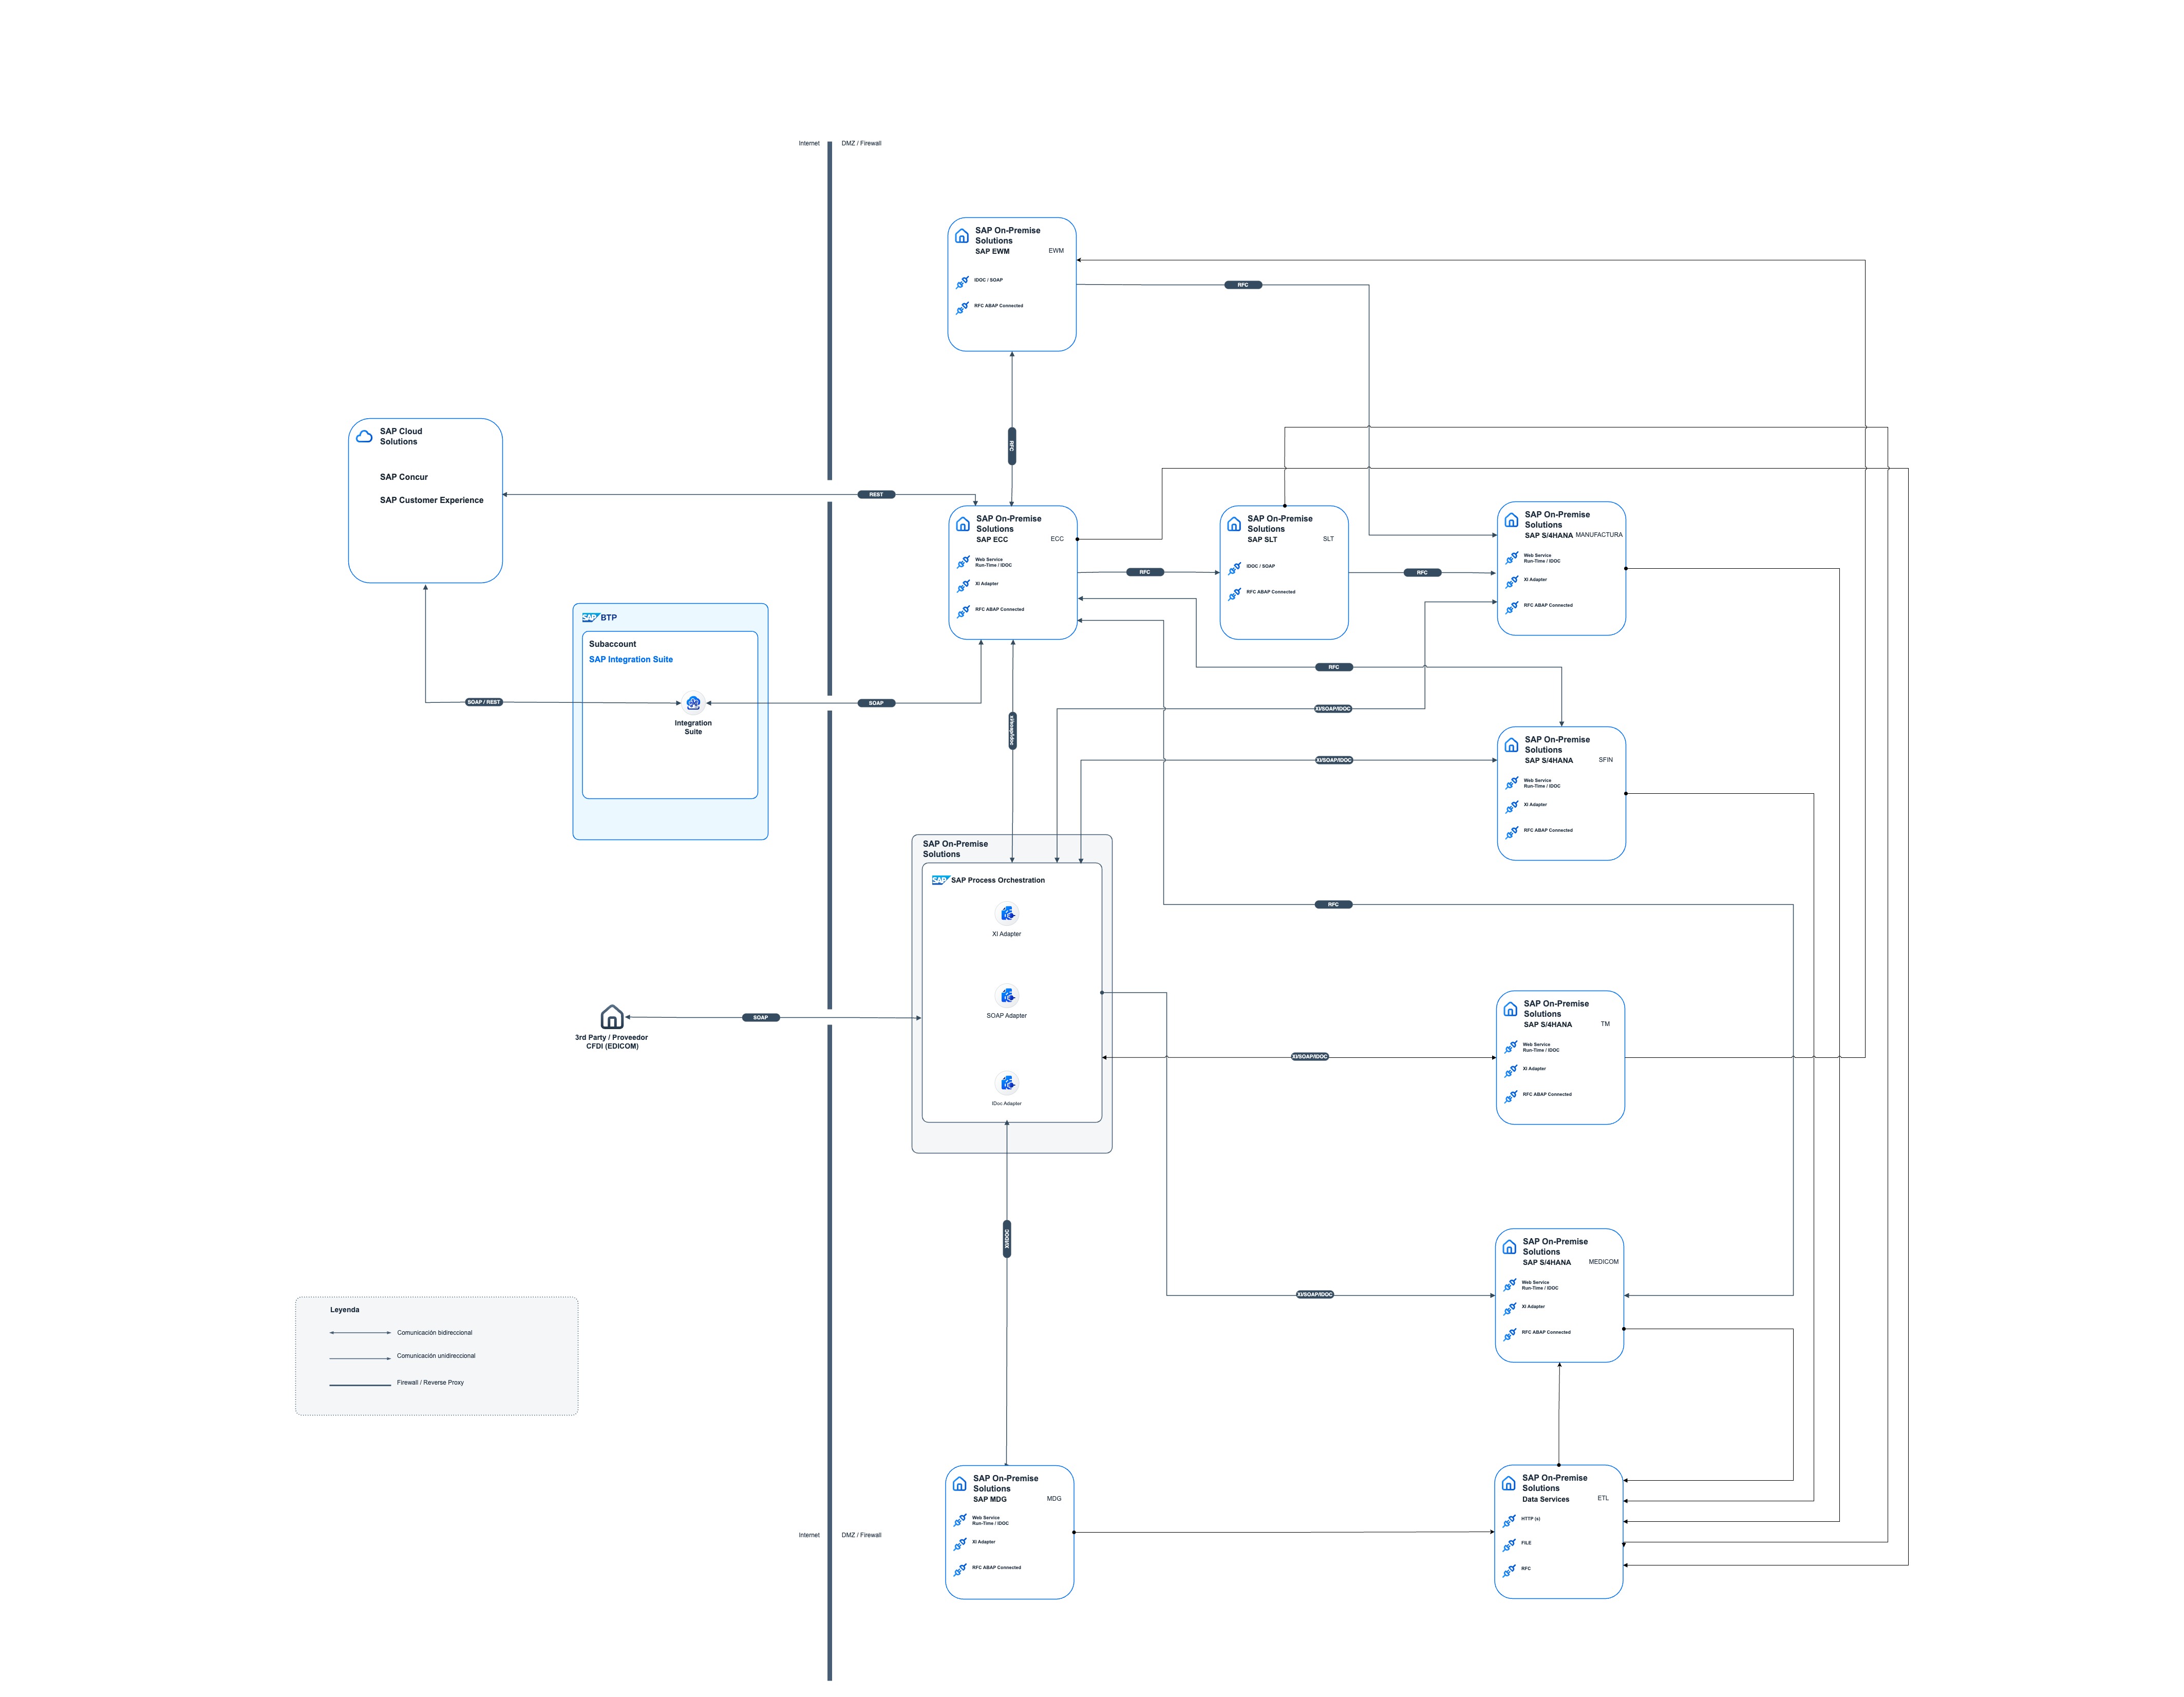 Internet
DMZ / Firewall
SAP On-Premise
Solutions
SAP EWM
EWM
IDOC / SOAP
RFC ABAP Connected
RFC
RFC
SAP Cloud
Solutions
SAP Concur
SAP Customer Experience
REST
SAP On-Premise
Solutions
SAP ECC
ECC
Web Service
Run-Time / IDOC
XI Adapter
RFC ABAP Connected
RFC
SAP On-Premise
Solutions
SAP SLT
SLT
IDOC / SOAP
RFC ABAP Connected
RFC
SAP On-Premise
Solutions
SAP S/4HANA
MANUFACTURA
Web Service
Run-Time / IDOC
XI Adapter
RFC ABAP Connected
SAP BTP
Subaccount
SAP Integration Suite
Integration
Suite
SOAP / REST
SOAP
RFC
XI/SOAP/IDOC
XI/SOAP/IDOC
SAP On-Premise
Solutions
SAP S/4HANA
SFIN
Web Service
Run-Time / IDOC
XI Adapter
RFC ABAP Connected
SAP On-Premise
Solutions
SAP SAP Process Orchestration
XI Adapter
SOAP Adapter
IDoc Adapter
RFC
SOAP
3rd Party / Proveedor
CFDI (EDICOM)
XI/SOAP/IDOC
SAP On-Premise
Solutions
SAP S/4HANA
TM
Web Service
Run-Time / IDOC
XI Adapter
RFC ABAP Connected
XI/IDOC
XI/SOAP/IDOC
SAP On-Premise
Solutions
SAP S/4HANA
MEDICOM
Web Service
Run-Time / IDOC
XI Adapter
RFC ABAP Connected
Leyenda
Comunicación bidireccional
Comunicación unidireccional
Firewall / Reverse Proxy
SAP On-Premise
Solutions
SAP MDG
MDG
Web Service
Run-Time / IDOC
XI Adapter
RFC ABAP Connected
SAP On-Premise
Solutions
Data Services
ETL
HTTP (s)
FILE
RFC
Internet
DMZ / Firewall